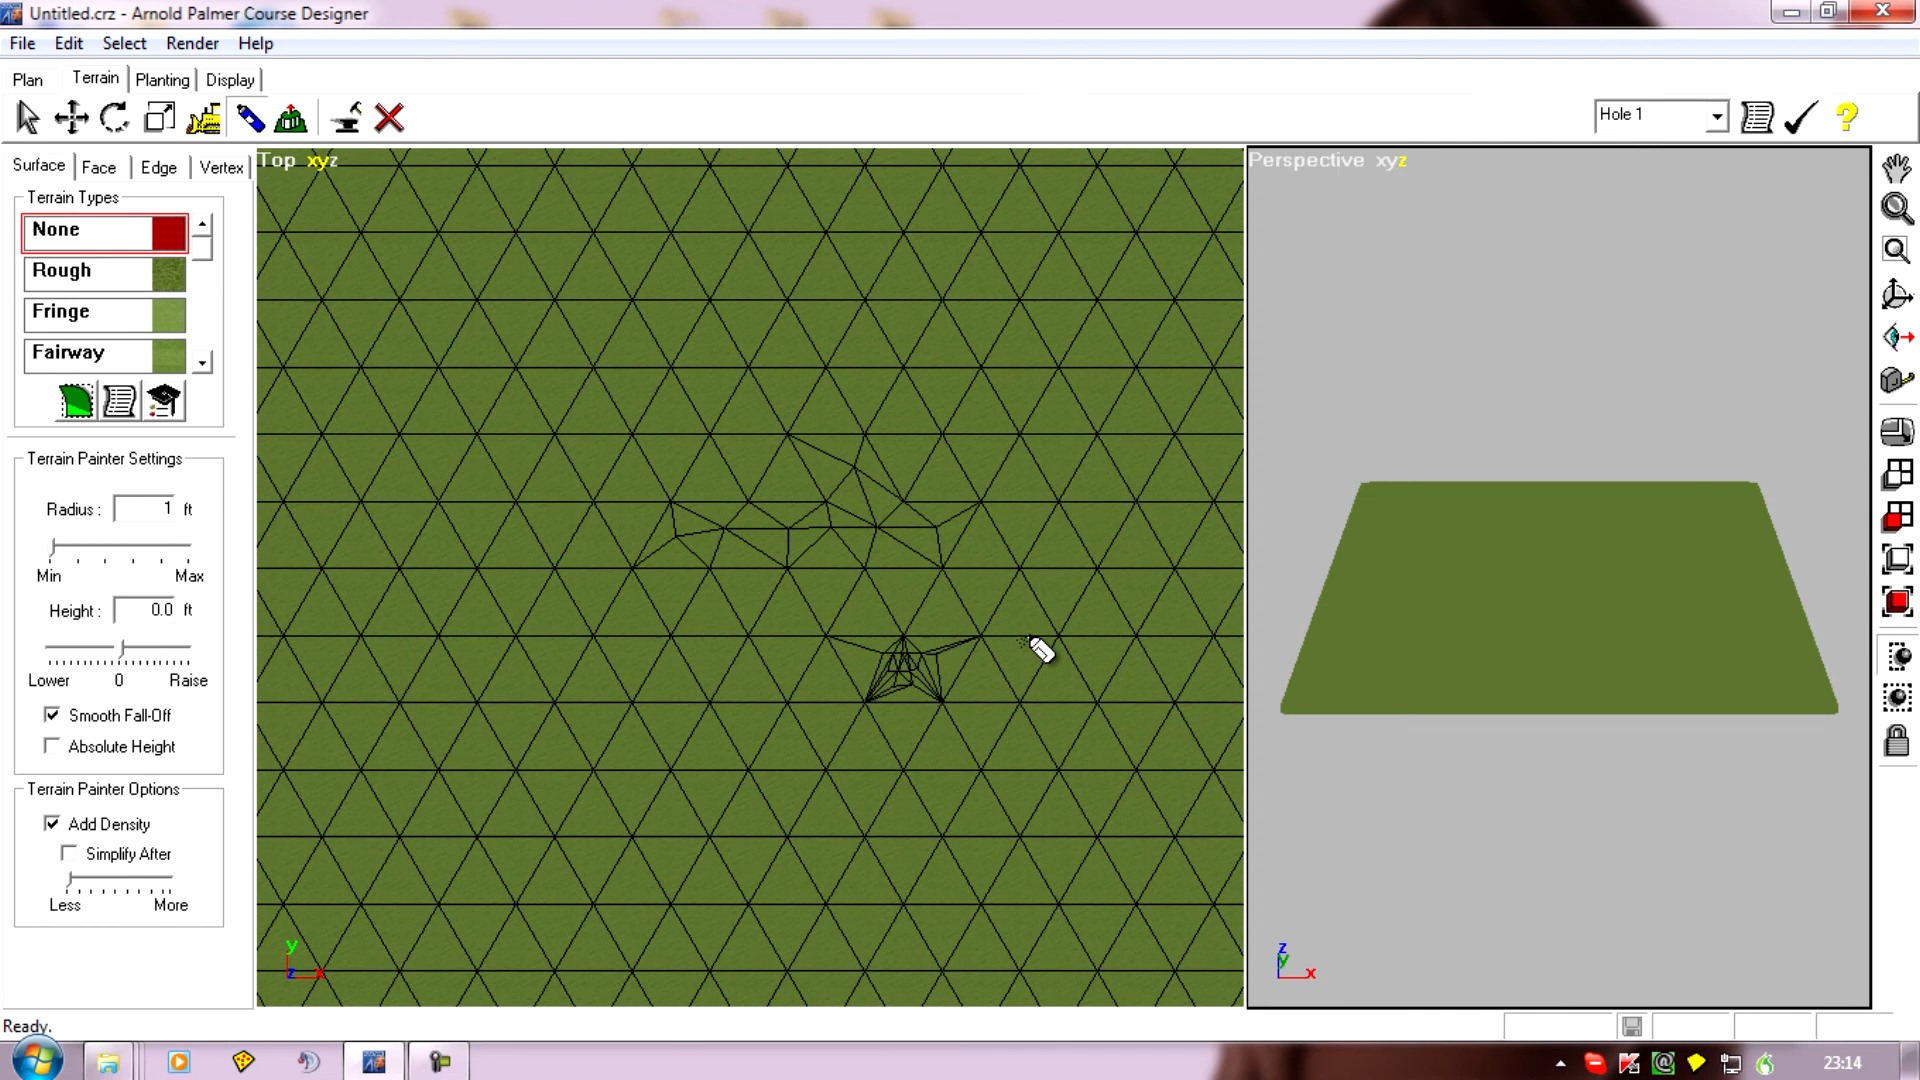 Untitled.crz - Arnold Palmer Course Designer
File Edit Select Render Help
Plan Terrain Planting Display
Hole 1
Surface Face Edge Vertex
Top xyz
Perspective xyz
Terrain Types
None
Rough
Fringe
Fairway
Terrain Painter Settings
Radius : 1 ft
Min Max
Height : 0.0 ft
Lower 0 Raise
Smooth Fall-Off
Absolute Height
Terrain Painter Options
Add Density
Simplify After
Less More
y
z x
z
y
x
Ready.
23:14